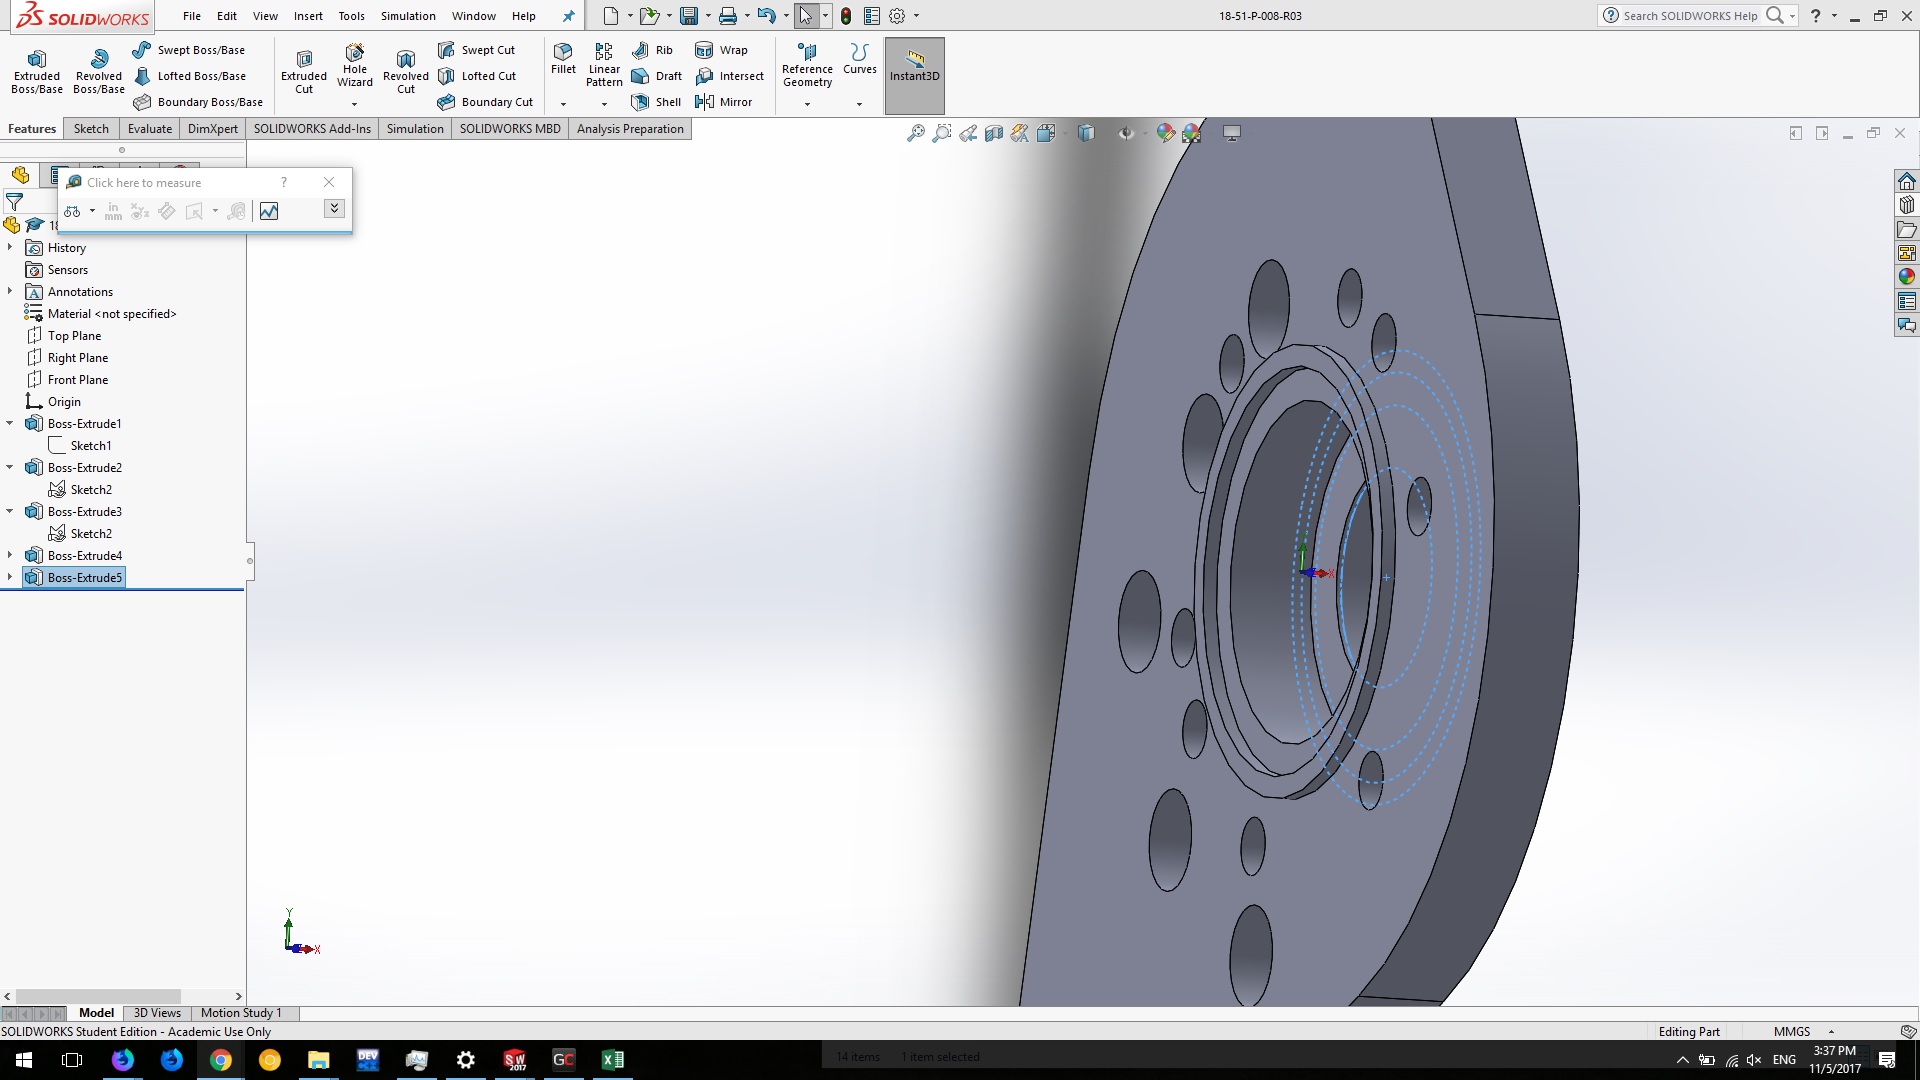 SOLIDWORKS File Edit View Insert Tools Simulation Window Help 18-51-P-008-R03 Search SOLIDWORKS Help ?
Extruded Boss/Base
Revolved Boss/Base
Swept Boss/Base
Lofted Boss/Base
Boundary Boss/Base
Extruded Cut
Hole Wizard
Revolved Cut
Swept Cut
Lofted Cut
Boundary Cut
Fillet
Linear Pattern
Rib
Draft
Shell
Wrap
Intersect
Mirror
Reference Geometry
Curves
Instant3D
Features Sketch Evaluate DimXpert SOLIDWORKS Add-Ins Simulation SOLIDWORKS MBD Analysis Preparation
Click here to measure ?
in
mm
18
History
Sensors
Annotations
Material <not specified>
Top Plane
Right Plane
Front Plane
Origin
Boss-Extrude1
Sketch1
Boss-Extrude2
Sketch2
Boss-Extrude3
Sketch2
Boss-Extrude4
Boss-Extrude5
X
Y
X
Model 3D Views Motion Study 1
SOLIDWORKS Student Edition - Academic Use Only Editing Part MMGS
DEV
SW
2017
GC
14 items 1 item selected
ENG
3:37 PM
11/5/2017